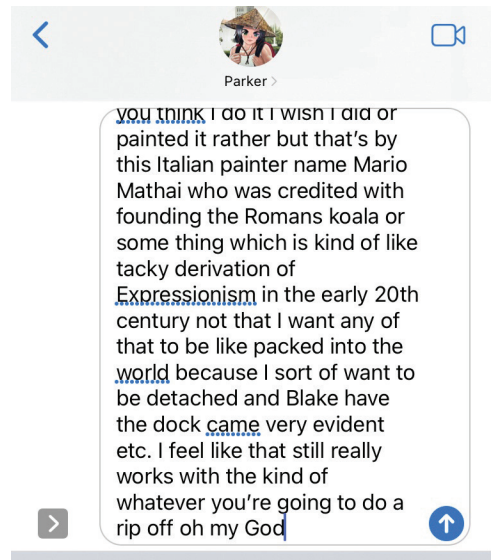 Parker
you think I do it I wish I did or
painted it rather but that's by
this Italian painter name Mario
Mathai who was credited with
founding the Romans koala or
some thing which is kind of like
tacky derivation of
Expressionism in the early 20th
century not that I want any of
that to be like packed into the
world because I sort of want to
be detached and Blake have
the dock came very evident
etc. I feel like that still really
works with the kind of
whatever you're going to do a
rip off oh my God